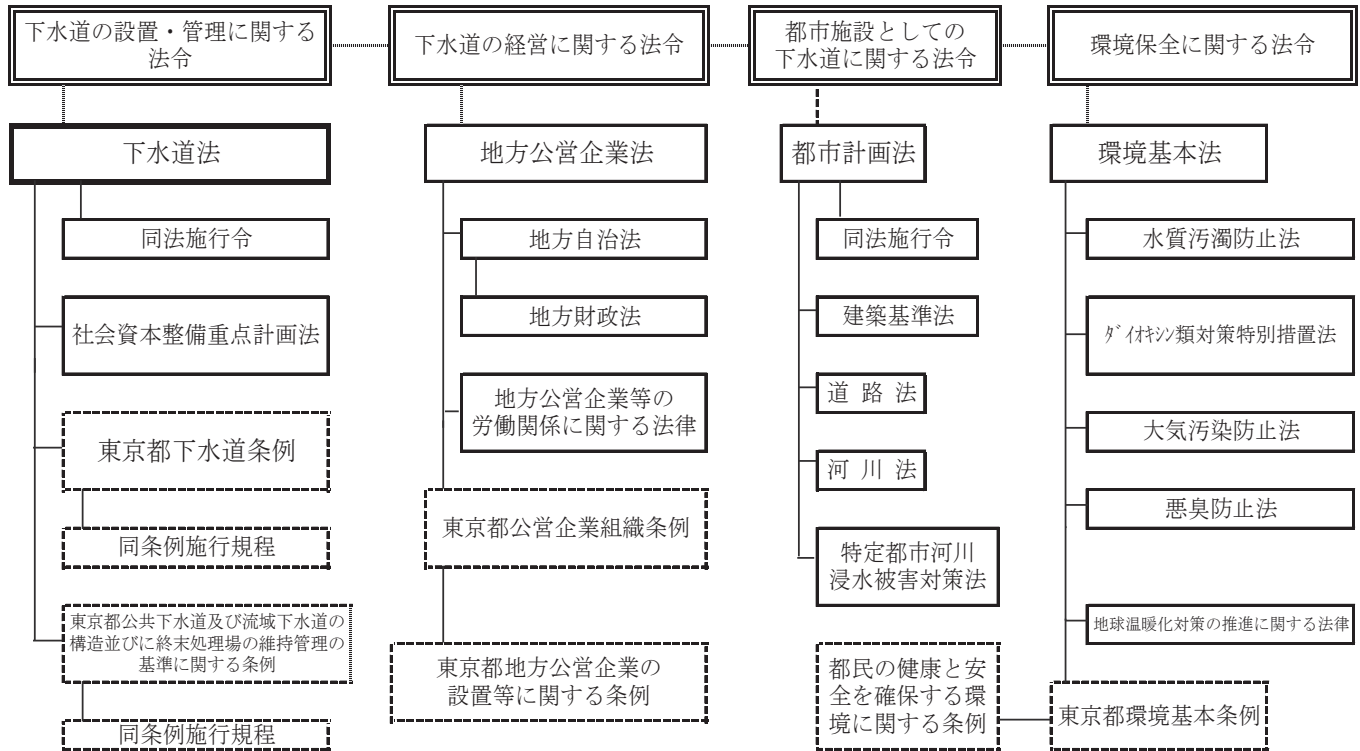 下水道の設置・管理に関する
法令
下水道法
同法施行令
社会資本整備重点計画法
東京都下水道条例
同条例施行規程
東京都公共下水道及び流域下水道の
構造並びに終末処理場の維持管理の
基準に関する条例
同条例施行規程
下水道の経営に関する法令
地方公営企業法
地方自治法
地方財政法
地方公営企業等の
労働関係に関する法律
東京都公営企業組織条例
東京都地方公営企業の
設置等に関する条例
都市施設としての
下水道に関する法令
都市計画法
同法施行令
建築基準法
道 路 法
河 川 法
特定都市河川
浸水被害対策法
都民の健康と安
全を確保する環
境に関する条例
環境保全に関する法令
環境基本法
水質汚濁防止法
ﾀﾞｲｵｷｼﾝ類対策特別措置法
大気汚染防止法
悪臭防止法
地球温暖化対策の推進に関する法律
東京都環境基本条例